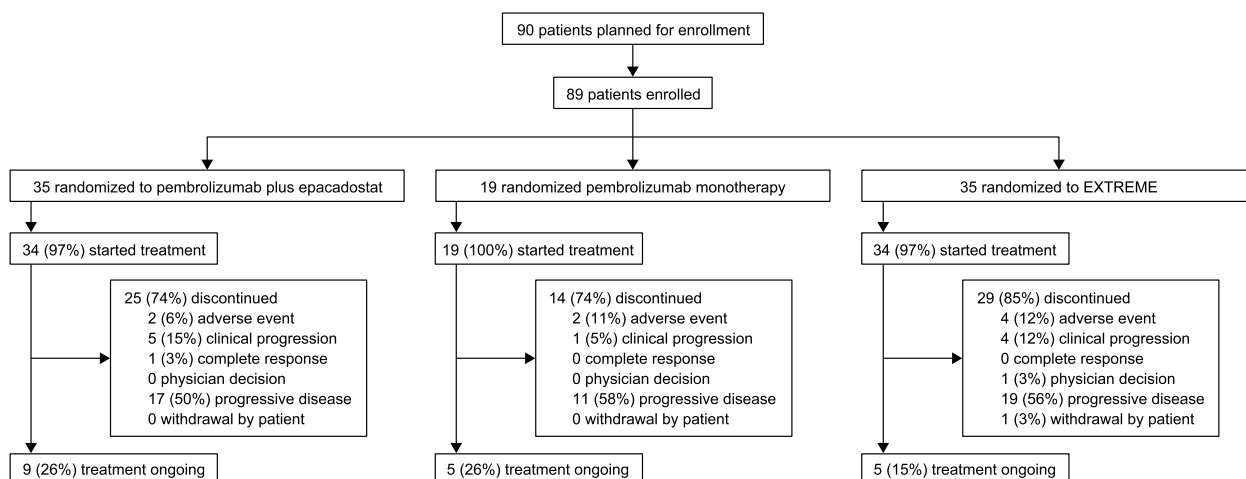 90 patients planned for enrollment
89 patients enrolled
35 randomized to pembrolizumab plus epacadostat
34 (97%) started treatment
25 (74%) discontinued
2 (6%) adverse event
5 (15%) clinical progression
1 (3%) complete response
0 physician decision
17 (50%) progressive disease
0 withdrawal by patient
9 (26%) treatment ongoing
19 randomized pembrolizumab monotherapy
19 (100%) started treatment
14 (74%) discontinued
2 (11%) adverse event
1 (5%) clinical progression
0 complete response
0 physician decision
11 (58%) progressive disease
0 withdrawal by patient
5 (26%) treatment ongoing
35 randomized to EXTREME
34 (97%) started treatment
29 (85%) discontinued
4 (12%) adverse event
4 (12%) clinical progression
0 complete response
1 (3%) physician decision
19 (56%) progressive disease
1 (3%) withdrawal by patient
5 (15%) treatment ongoing